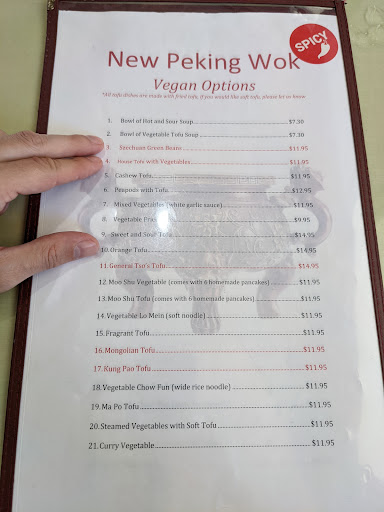 SPICY
New Peking Wok
Vegan Options
*All tofu dishes are made with fried tofu, if you would like soft tofu, please let us know
1. Bowl of Hot and Sour Soup $7.30
2. Bowl of Vegetable Tofu Soup $7.30
3. Szechuan Green Beans $11.95
4. House Tofu with Vegetables $11.95
5. Cashew Tofu $11.95
6. Peapods with Tofu $12.95
7. Mixed Vegetables (white garlic sauce) $11.95
8. Vegetable Fried $9.95
9. Sweet and Sour Tofu $14.95
10. Orange Tofu $14.95
11. General Tso's Tofu $14.95
12. Moo Shu Vegetable (comes with 6 homemade pancakes) $11.95
13. Moo Shu Tofu (comes with 6 homemade pancakes) $11.95
14. Vegetable Lo Mein (soft noodle) $11.95
15. Fragrant Tofu $11.95
16. Mongolian Tofu $11.95
17. Kung Pao Tofu $11.95
18. Vegetable Chow Fun (wide rice noodle) $11.95
19. Ma Po Tofu $11.95
20. Steamed Vegetables with Soft Tofu $11.95
21. Curry Vegetable $11.95